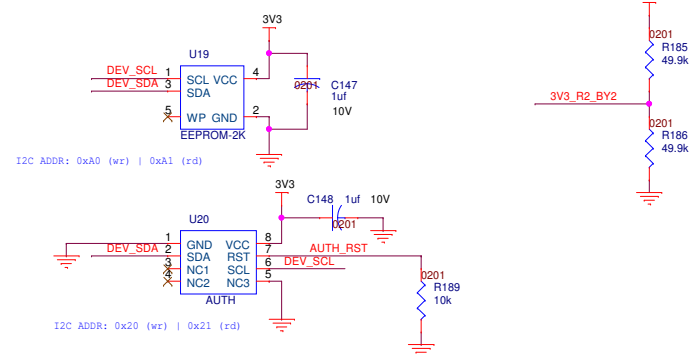 3V3
U19
DEV_SCL 1 SCL VCC 4
DEV_SDA 3 SDA
0201 C147
1uf
10V
5 WP GND 2
EEPROM-2K
I2C ADDR: 0xA0 (wr) | 0xA1 (rd)
0201
R185
49.9k
3V3_R2_BY2
0201
R186
49.9k
3V3
C148 1uf 10V
0201
U20
1 GND VCC 8
DEV_SDA 2 SDA RST 7 AUTH_RST
3 NC1 SCL 6 DEV_SCL
4 NC2 NC3 5
AUTH
0201
R189
10k
I2C ADDR: 0x20 (wr) | 0x21 (rd)